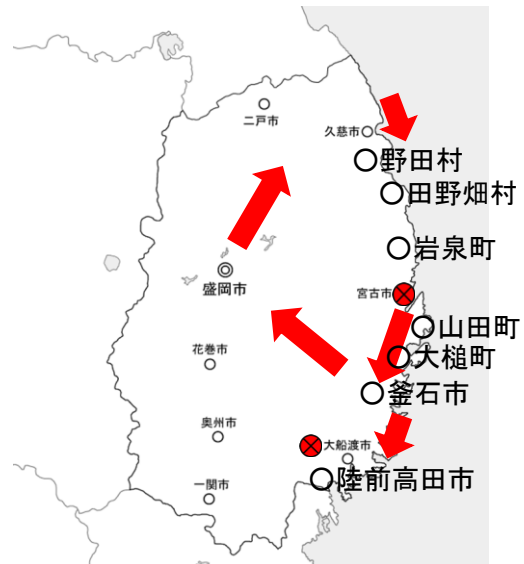 二戸市
久慈市
野田村
田野畑村
岩泉町
盛岡市
宮古市
山田町
大槌町
花巻市
釜石市
奥州市
大船渡市
陸前高田市
一関市